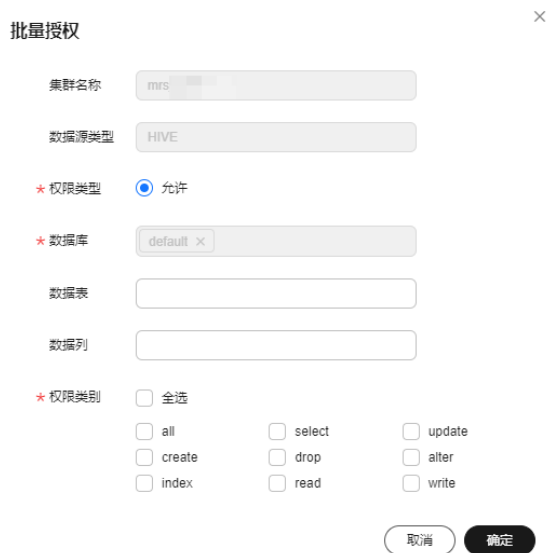 批量授权
集群名称 mrs
数据源类型 HIVE
* 权限类型 允许
* 数据库 default ×
数据表
数据列
* 权限类别 全选
all select update
create drop alter
index read write
取消 确定